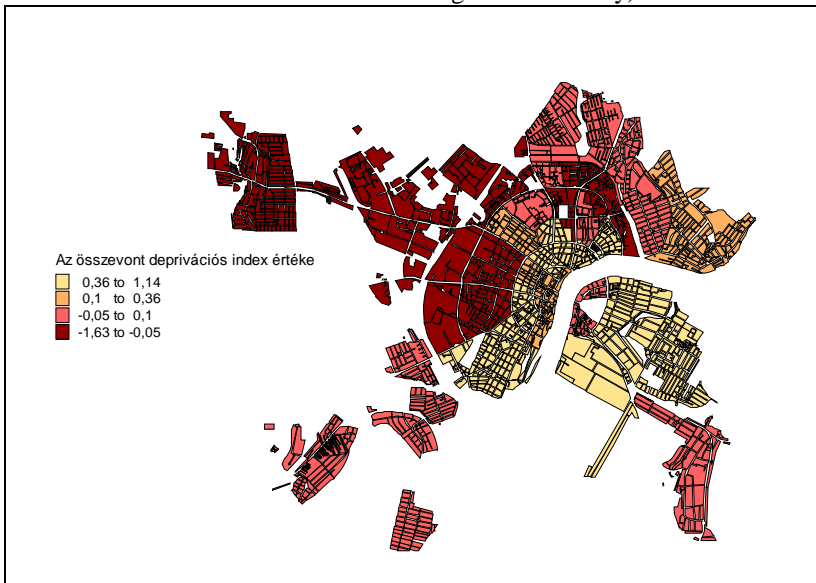 Az összevont deprivációs index értéke
0,36 to 1,14
0,1 to 0,36
-0,05 to 0,1
-1,63 to -0,05